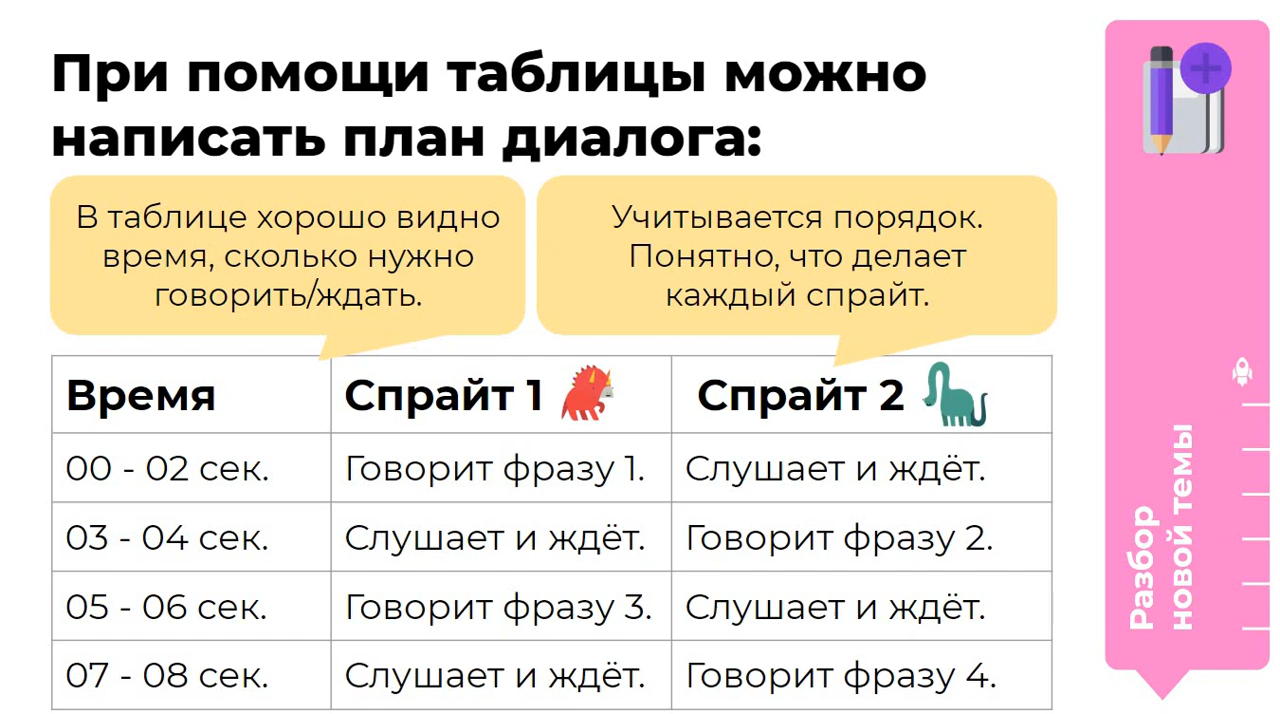 При помощи таблицы можно
написать план диалога:
В таблице хорошо видно
время, сколько нужно
говорить/ждать.
Учитывается порядок.
Понятно, что делает
каждый спрайт.
Время Спрайт 1 Спрайт 2
00 - 02 сек. Говорит фразу 1. Слушает и ждёт.
03 - 04 сек. Слушает и ждёт. Говорит фразу 2.
05 - 06 сек. Говорит фразу 3. Слушает и ждёт.
07 - 08 сек. Слушает и ждёт. Говорит фразу 4.
Разбор
новой темы